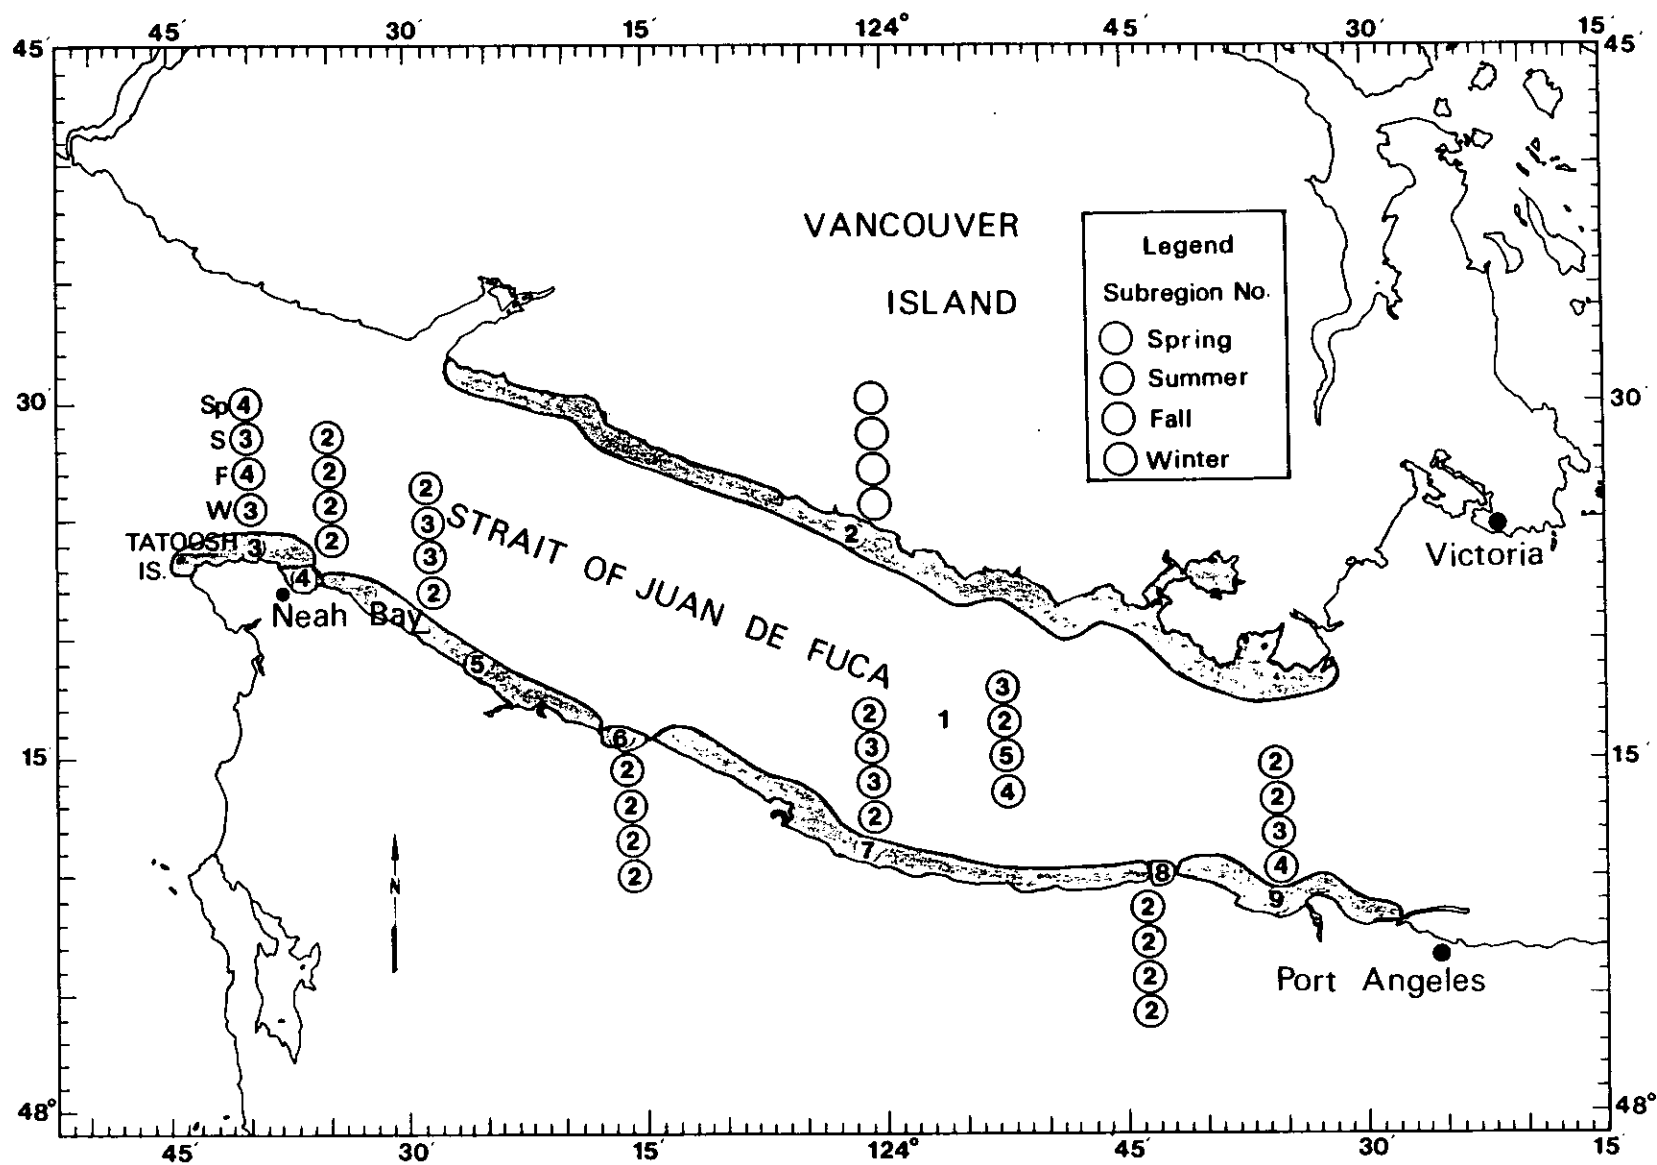 45′ 30′ 15′ 124° 45′ 30′ 15′
45′ 45′
VANCOUVER
ISLAND
Legend
Subregion No.
Spring
Summer
Fall
Winter
30′ 30′
Sp 4
S 3
F 4
W 3
2
2
2
2
2
3
3
2
STRAIT OF JUAN DE FUCA
TATOOSH
IS.
3
4
Neah Bay
2
Victoria
5
6
2
2
2
2
2
3
3
2
1
3
2
5
4
15′ 15′
2
2
3
4
7
8
9
2
2
2
2
N
Port Angeles
48° 48°
45′ 30′ 15′ 124° 45′ 30′ 15′